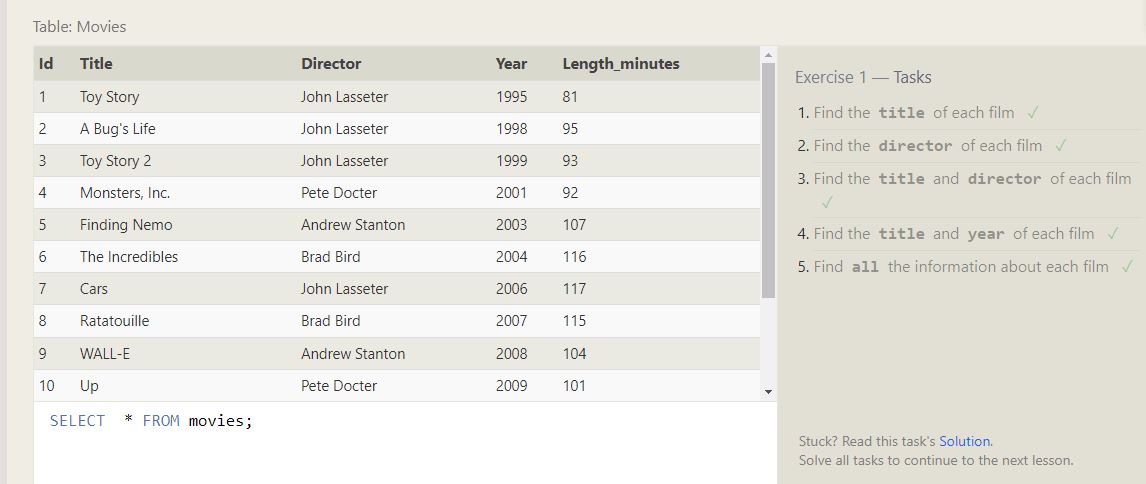 Table: Movies
Id Title Director Year Length_minutes
1 Toy Story John Lasseter 1995 81
2 A Bug's Life John Lasseter 1998 95
3 Toy Story 2 John Lasseter 1999 93
4 Monsters, Inc. Pete Docter 2001 92
5 Finding Nemo Andrew Stanton 2003 107
6 The Incredibles Brad Bird 2004 116
7 Cars John Lasseter 2006 117
8 Ratatouille Brad Bird 2007 115
9 WALL-E Andrew Stanton 2008 104
10 Up Pete Docter 2009 101
SELECT  * FROM movies;
Exercise 1 — Tasks
1. Find the title of each film ✓
2. Find the director of each film ✓
3. Find the title and director of each film
✓
4. Find the title and year of each film ✓
5. Find all the information about each film ✓
Stuck? Read this task's Solution.
Solve all tasks to continue to the next lesson.